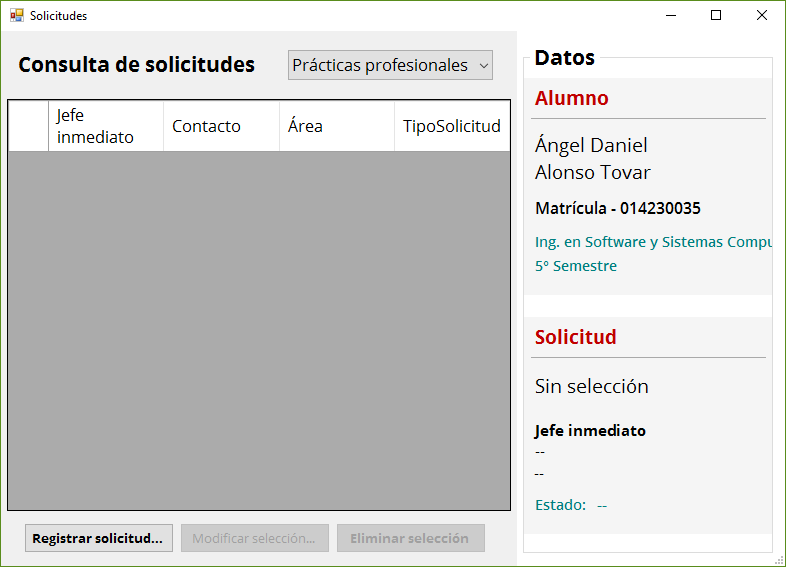 Solicitudes
Consulta de solicitudes
Prácticas profesionales
Jefe
inmediato
Contacto
Área
TipoSolicitud
Registrar solicitud...
Modificar selección...
Eliminar selección
Datos
Alumno
Ángel Daniel
Alonso Tovar
Matrícula - 014230035
Ing. en Software y Sistemas Compu
5° Semestre
Solicitud
Sin selección
Jefe inmediato
--
--
Estado: --